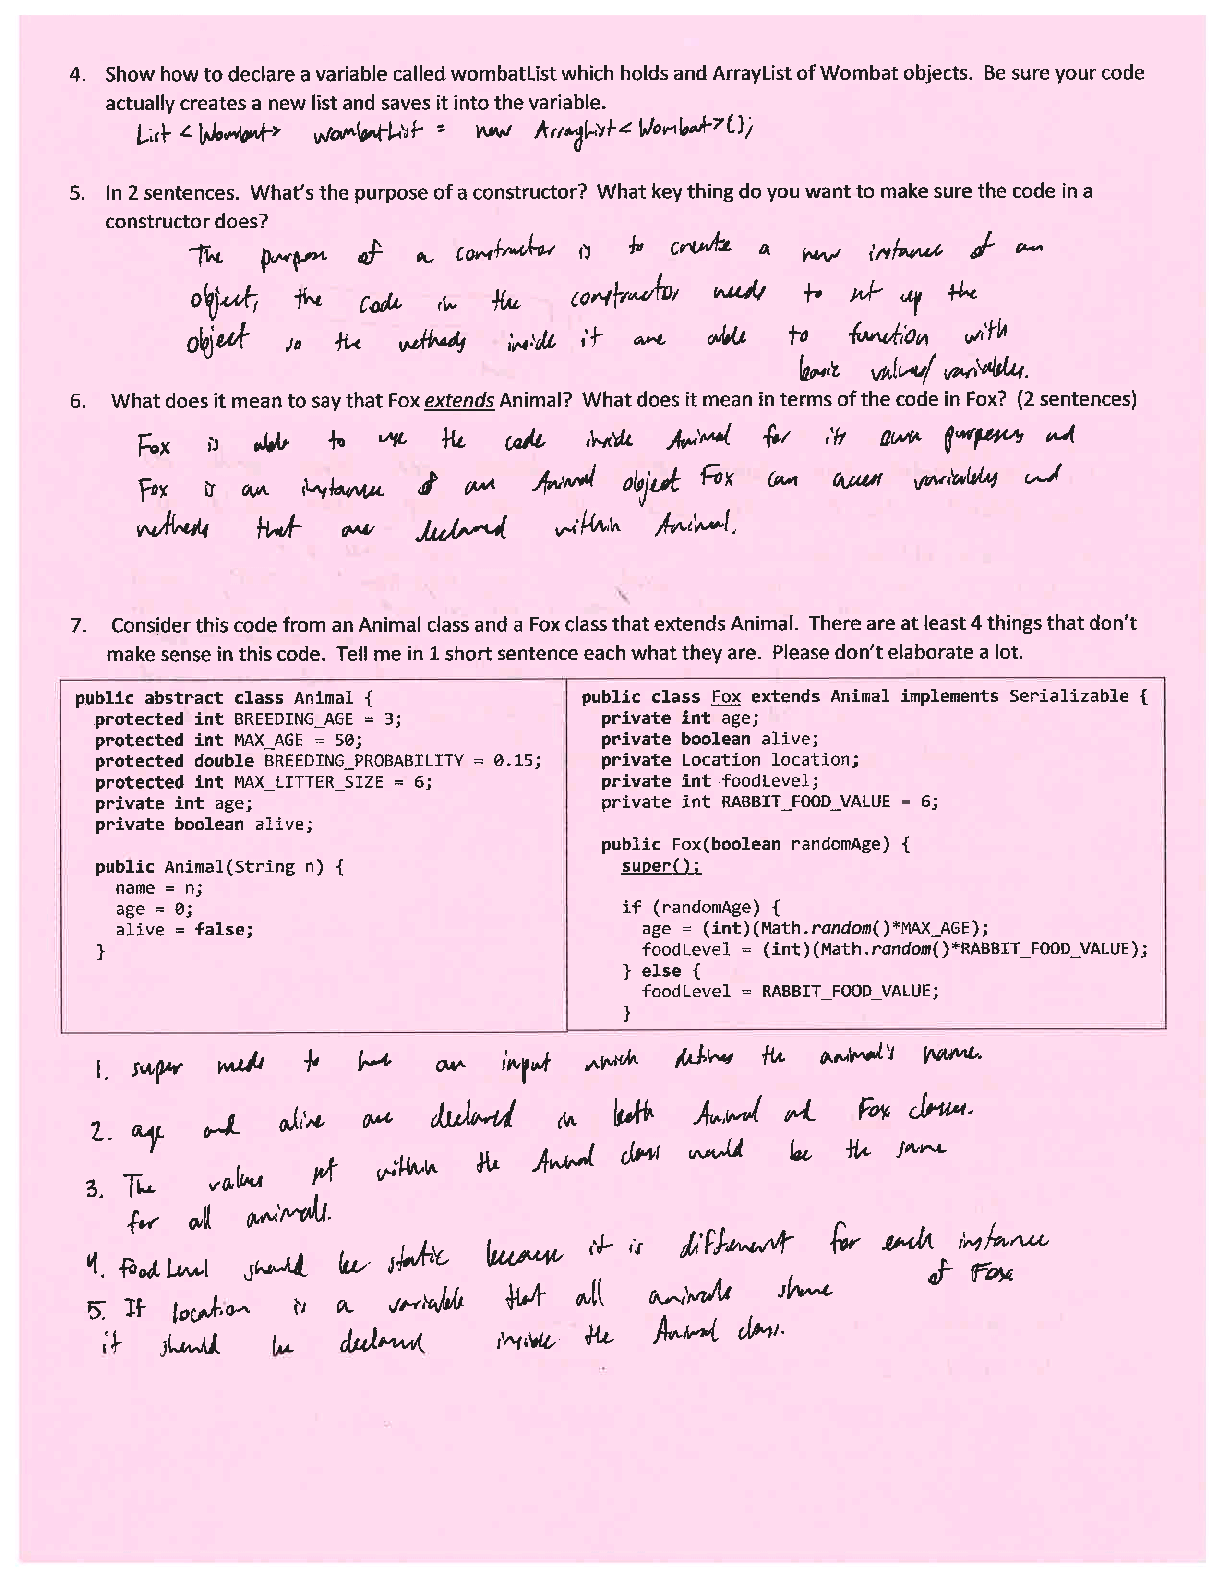 4. Show how to declare a variable called wombatList which holds and ArrayList of Wombat objects. Be sure your code
actually creates a new list and saves it into the variable.
List <Wombat> wombatList = new ArrayList<Wombat>();
5. In 2 sentences. What's the purpose of a constructor? What key thing do you want to make sure the code in a
constructor does?
The purpose of a constructor is to create a new instance of an
object, the code in the constructor needs to set up the
object so the methods inside it are able to function with
basic values/variables.
6. What does it mean to say that Fox extends Animal? What does it mean in terms of the code in Fox? (2 sentences)
Fox is able to use the code inside Animal for its own purposes and
Fox is an instance of an Animal object Fox can access variables and
methods that are declared within Animal.
7. Consider this code from an Animal class and a Fox class that extends Animal. There are at least 4 things that don't
make sense in this code. Tell me in 1 short sentence each what they are. Please don't elaborate a lot.
public abstract class Animal {
protected int BREEDING_AGE = 3;
protected int MAX_AGE = 50;
protected double BREEDING_PROBABILITY = 0.15;
protected int MAX_LITTER_SIZE = 6;
private int age;
private boolean alive;
public Animal(String n) {
name = n;
age = 0;
alive = false;
}
public class Fox extends Animal implements Serializable {
private int age;
private boolean alive;
private Location location;
private int foodLevel;
private int RABBIT_FOOD_VALUE = 6;
public Fox(boolean randomAge) {
super();
if (randomAge) {
age = (int)(Math.random()*MAX_AGE);
foodLevel = (int)(Math.random()*RABBIT_FOOD_VALUE);
} else {
foodLevel = RABBIT_FOOD_VALUE;
}
1. super needs to have an input which defines the animal's name.
2. age and alive are declared in both Animal and Fox classes.
3. The values set within the Animal class would be the same
for all animals.
4. Food Level should be static because it is different for each instance
of Fox
5. If location is a variable that all animals share
it should be declared inside the Animal class.